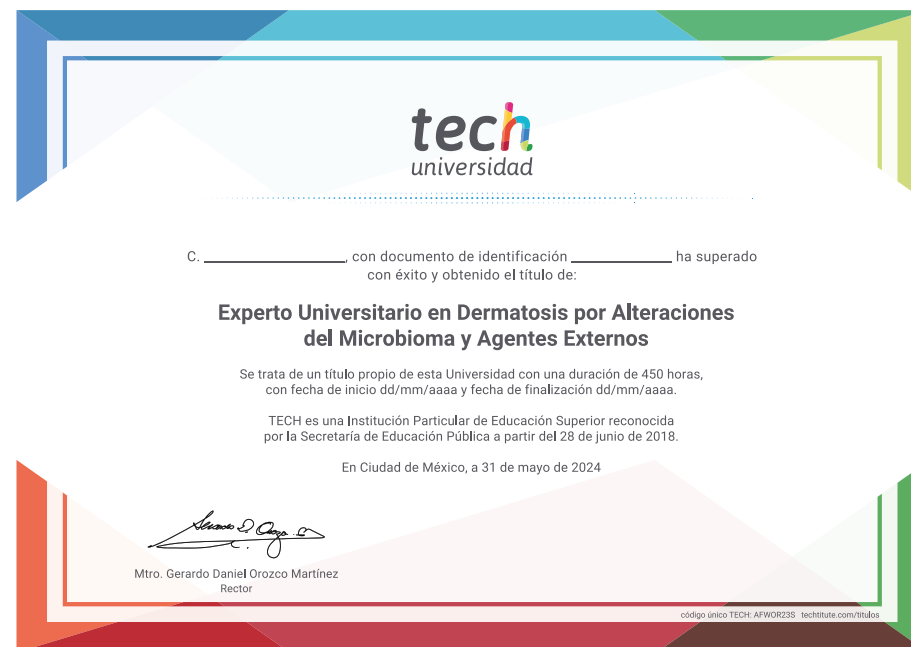 tech
universidad
C. ____________________, con documento de identificación ______________ ha superado
con éxito y obtenido el título de:
Experto Universitario en Dermatosis por Alteraciones
del Microbioma y Agentes Externos
Se trata de un título propio de esta Universidad con una duración de 450 horas,
con fecha de inicio dd/mm/aaaa y fecha de finalización dd/mm/aaaa.
TECH es una Institución Particular de Educación Superior reconocida
por la Secretaría de Educación Pública a partir del 28 de junio de 2018.
En Ciudad de México, a 31 de mayo de 2024
Mtro. Gerardo Daniel Orozco Martínez
Rector
código único TECH: AFWOR23S techtitute.com/titulos